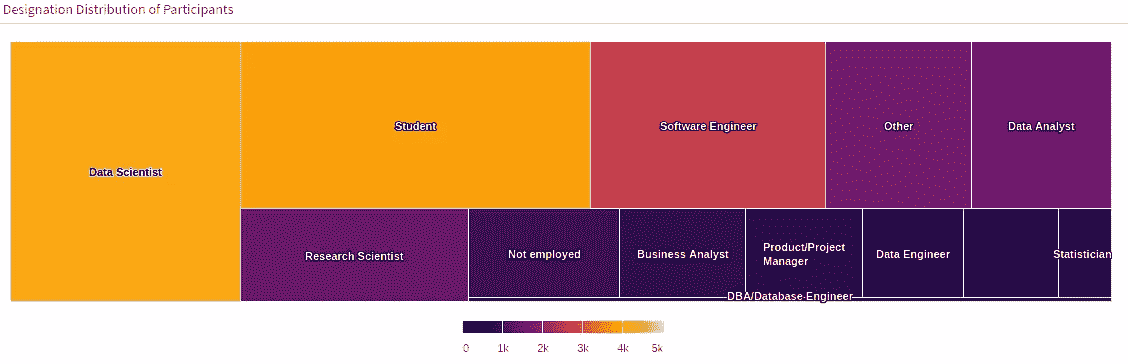 Designation Distribution of Participants
Data Scientist
Student
Software Engineer
Other
Data Analyst
Research Scientist
Not employed
Business Analyst
Product/Project
Manager
Data Engineer
Statistician
DBA/Database Engineer
0 1k 2k 3k 4k 5k